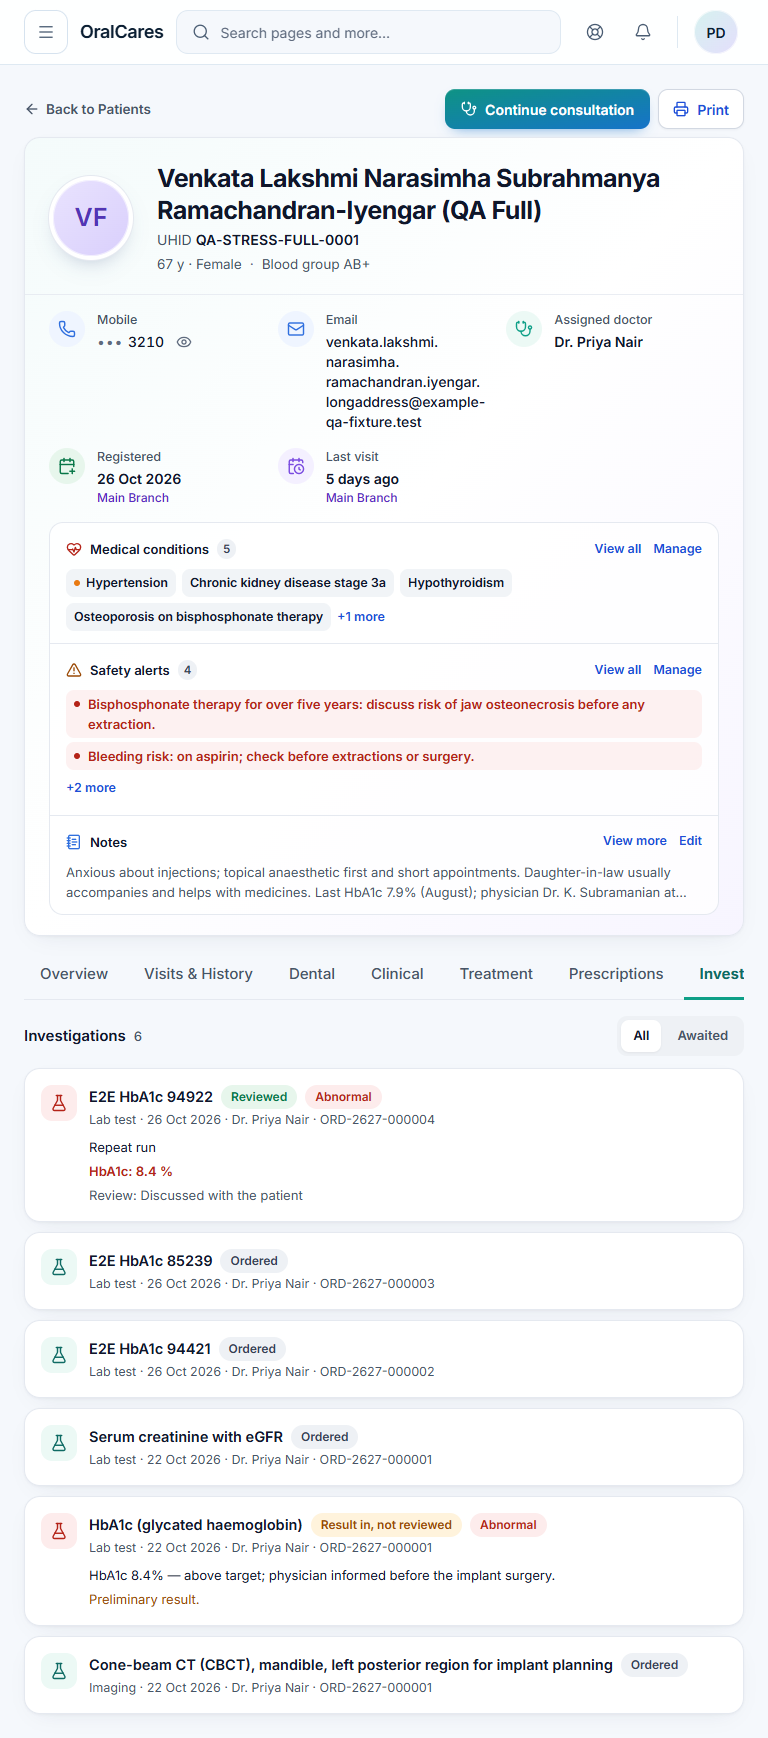 OralCares
Search pages and more...
PD
Back to Patients
Continue consultation
Print
VF
Venkata Lakshmi Narasimha Subrahmanya
Ramachandran-Iyengar (QA Full)
UHID QA-STRESS-FULL-0001
67 y · Female · Blood group AB+
Mobile
••• 3210
Email
venkata.lakshmi.
narasimha.
ramachandran.iyengar.
longaddress@example-
qa-fixture.test
Assigned doctor
Dr. Priya Nair
Registered
26 Oct 2026
Main Branch
Last visit
5 days ago
Main Branch
Medical conditions 5
View all Manage
Hypertension Chronic kidney disease stage 3a Hypothyroidism
Osteoporosis on bisphosphonate therapy +1 more
Safety alerts 4
View all Manage
Bisphosphonate therapy for over five years: discuss risk of jaw osteonecrosis before any
extraction.
Bleeding risk: on aspirin; check before extractions or surgery.
+2 more
Notes
View more Edit
Anxious about injections; topical anaesthetic first and short appointments. Daughter-in-law usually
accompanies and helps with medicines. Last HbA1c 7.9% (August); physician Dr. K. Subramanian at...
Overview Visits & History Dental Clinical Treatment Prescriptions Invest
Investigations 6
All Awaited
E2E HbA1c 94922 Reviewed Abnormal
Lab test · 26 Oct 2026 · Dr. Priya Nair · ORD-2627-000004
Repeat run
HbA1c: 8.4 %
Review: Discussed with the patient
E2E HbA1c 85239 Ordered
Lab test · 26 Oct 2026 · Dr. Priya Nair · ORD-2627-000003
E2E HbA1c 94421 Ordered
Lab test · 26 Oct 2026 · Dr. Priya Nair · ORD-2627-000002
Serum creatinine with eGFR Ordered
Lab test · 22 Oct 2026 · Dr. Priya Nair · ORD-2627-000001
HbA1c (glycated haemoglobin) Result in, not reviewed Abnormal
Lab test · 22 Oct 2026 · Dr. Priya Nair · ORD-2627-000001
HbA1c 8.4% — above target; physician informed before the implant surgery.
Preliminary result.
Cone-beam CT (CBCT), mandible, left posterior region for implant planning Ordered
Imaging · 22 Oct 2026 · Dr. Priya Nair · ORD-2627-000001